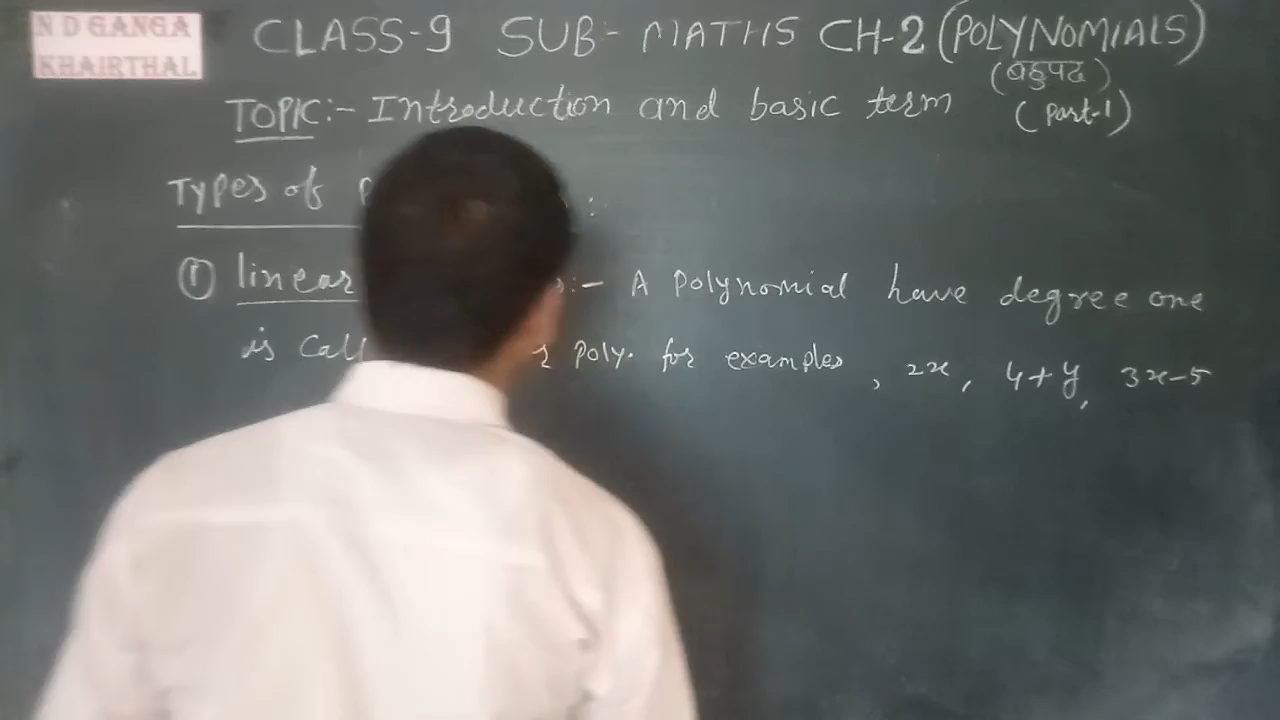 N D GANGA
KHAIRTHAL
CLASS-9 SUB- MATHS CH-2 (POLYNOMIALS)
(बहुपद)
TOPIC:- Introduction and basic term (Part-1)
Types of :
① linear :- A Polynomial have degree one
is poly. for examples, 2x, 4+y, 3x-5